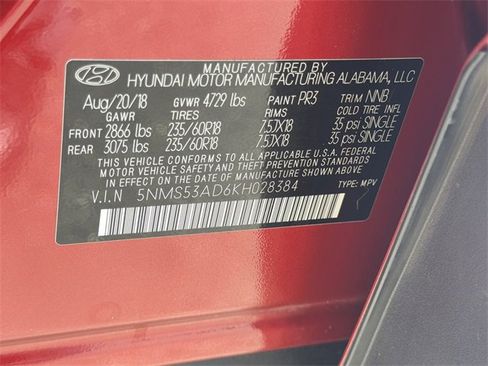 MANUFACTURED BY
HYUNDAI MOTOR MANUFACTURING ALABAMA, LLC
Aug/20/18 GVWR 4729 lbs PAINT PR3 TRIM NNB
GAWR TIRES RIMS COLD TIRE INFL
FRONT 2866 lbs 235/60R18 7.5JX18 35 psi SINGLE
REAR 3075 lbs 235/60R18 7.5JX18 35 psi SINGLE
THIS VEHICLE CONFORMS TO ALL APPLICABLE U.S.A. FEDERAL
MOTOR VEHICLE SAFETY AND THEFT PREVENTION STANDARDS
IN EFFECT ON THE DATE OF MANUFACTURE SHOWN ABOVE.
V.I.N 5NMS53AD6KH028384 TYPE: MPV